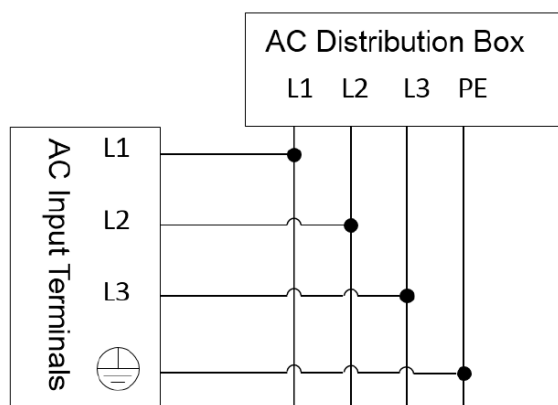 AC Distribution Box
L1 L2 L3 PE
AC Input Terminals
L1
L2
L3